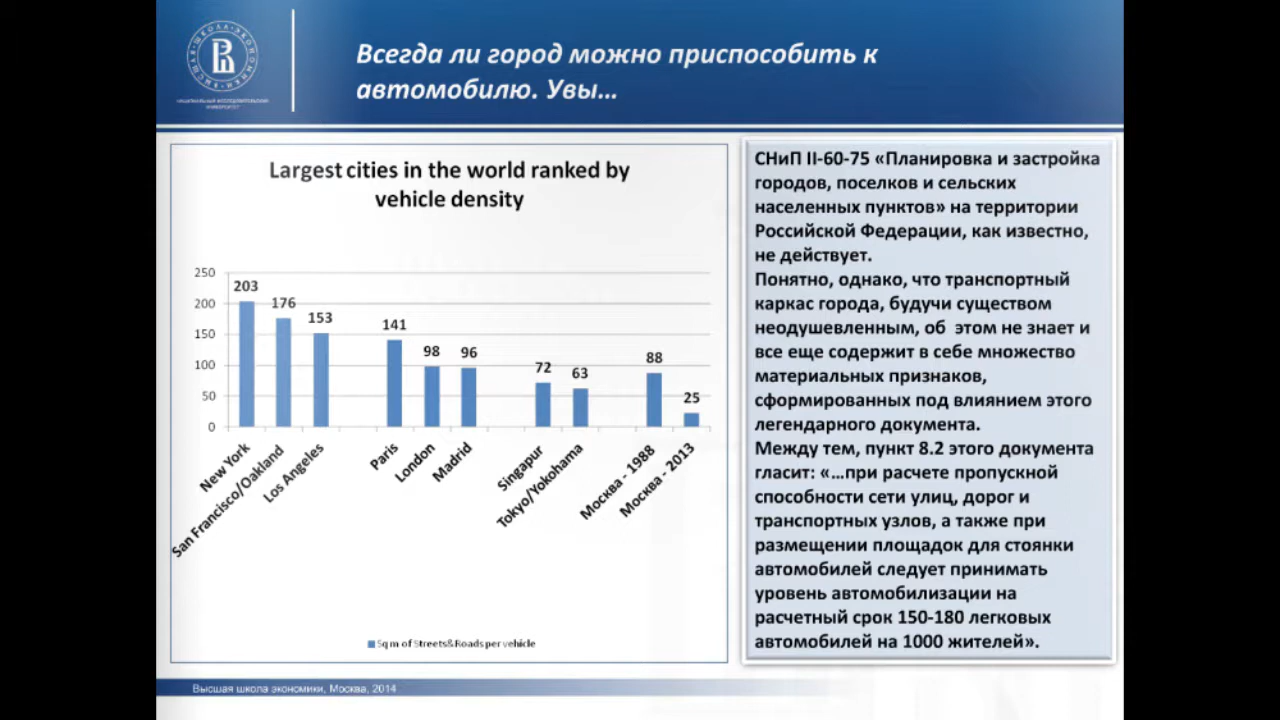 ВЫСШАЯ ШКОЛА ЭКОНОМИКИ
НАЦИОНАЛЬНЫЙ ИССЛЕДОВАТЕЛЬСКИЙ
УНИВЕРСИТЕТ
Всегда ли город можно приспособить к
автомобилю. Увы...
Largest cities in the world ranked by
vehicle density
250
200
150
100
50
0
203
176
153
141
98
96
72
63
88
25
New York
San Francisco/Oakland
Los Angeles
Paris
London
Madrid
Singapur
Tokyo/Yokohama
Москва - 1988
Москва - 2013
Sq m of Streets&Roads per vehicle
СНиП II-60-75 «Планировка и застройка
городов, поселков и сельских
населенных пунктов» на территории
Российской Федерации, как известно,
не действует.
Понятно, однако, что транспортный
каркас города, будучи существом
неодушевленным, об этом не знает и
все еще содержит в себе множество
материальных признаков,
сформированных под влиянием этого
легендарного документа.
Между тем, пункт 8.2 этого документа
гласит: «…при расчете пропускной
способности сети улиц, дорог и
транспортных узлов, а также при
размещении площадок для стоянки
автомобилей следует принимать
уровень автомобилизации на
расчетный срок 150-180 легковых
автомобилей на 1000 жителей».
Высшая школа экономики, Москва, 2014